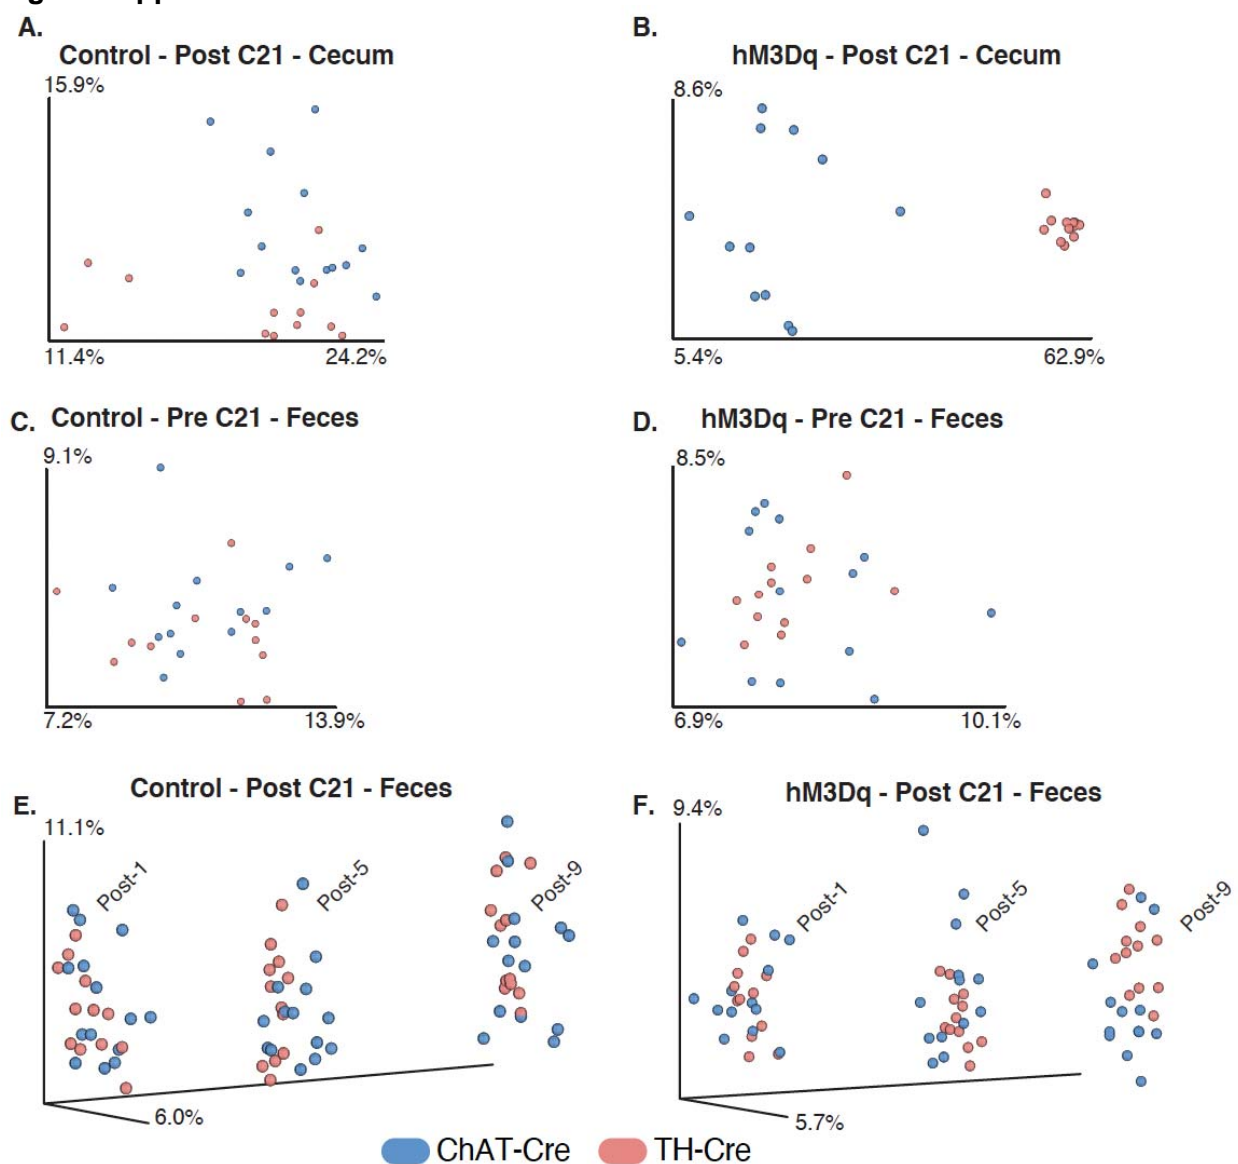 A.
Control - Post C21 - Cecum
15.9%
11.4%
24.2%
B.
hM3Dq - Post C21 - Cecum
8.6%
5.4%
62.9%
C.
Control - Pre C21 - Feces
9.1%
7.2%
13.9%
D.
hM3Dq - Pre C21 - Feces
8.5%
6.9%
10.1%
E.
Control - Post C21 - Feces
11.1%
Post-1
Post-5
Post-9
6.0%
F.
hM3Dq - Post C21 - Feces
9.4%
Post-1
Post-5
Post-9
5.7%
ChAT-Cre
TH-Cre